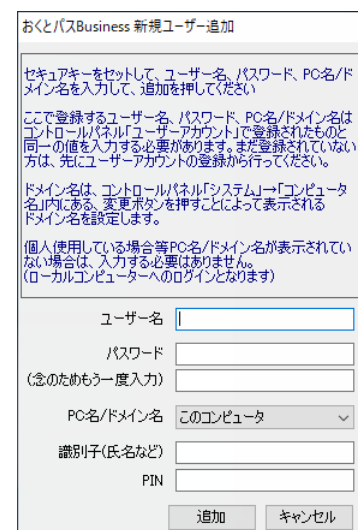 おくとパスBusiness 新規ユーザー追加
セキュアキーをセットして、ユーザー名、パスワード、PC名/ド
メイン名を入力して、追加を押してください
ここで登録するユーザー名、パスワード、PC名/ドメイン名は
コントロールパネル「ユーザーアカウント」で登録されたものと
同一の値を入力する必要があります。まだ登録されていない
方は、先にユーザーアカウントの登録から行ってください。
ドメイン名は、コントロールパネル「システム」→「コンピュータ
名」内にある、変更ボタンを押すことによって表示される
ドメイン名を設定します。
個人使用している場合等PC名/ドメイン名が表示されてい
ない場合は、入力する必要はありません。
(ローカルコンピューターへのログインとなります)
ユーザー名
パスワード
(念のためもう一度入力)
PC名/ドメイン名 このコンピュータ
識別子(氏名など)
PIN
追加 キャンセル